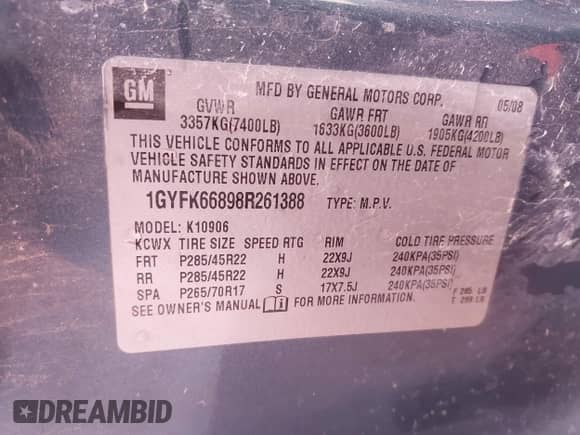 GM
MFD BY GENERAL MOTORS CORP. 05/08
GVWR GAWR FRT GAWR RR
3357KG(7400LB) 1633KG(3600LB) 1905KG(4200LB)
THIS VEHICLE CONFORMS TO ALL APPLICABLE U.S. FEDERAL MOTOR
VEHICLE SAFETY STANDARDS IN EFFECT ON THE DATE OF
MANUFACTURE SHOWN ABOVE.
1GYFK66898R261388 TYPE: M.P.V.
MODEL: K10906
KCWX TIRE SIZE SPEED RTG RIM COLD TIRE PRESSURE
FRT P285/45R22 H 22X9J 240KPA(35PSI)
RR P285/45R22 H 22X9J 240KPA(35PSI)
SPA P265/70R17 S 17X7.5J 240KPA(35PSI)
F 285 LB
T 299 LB
SEE OWNER'S MANUAL FOR MORE INFORMATION.
DREAMBID